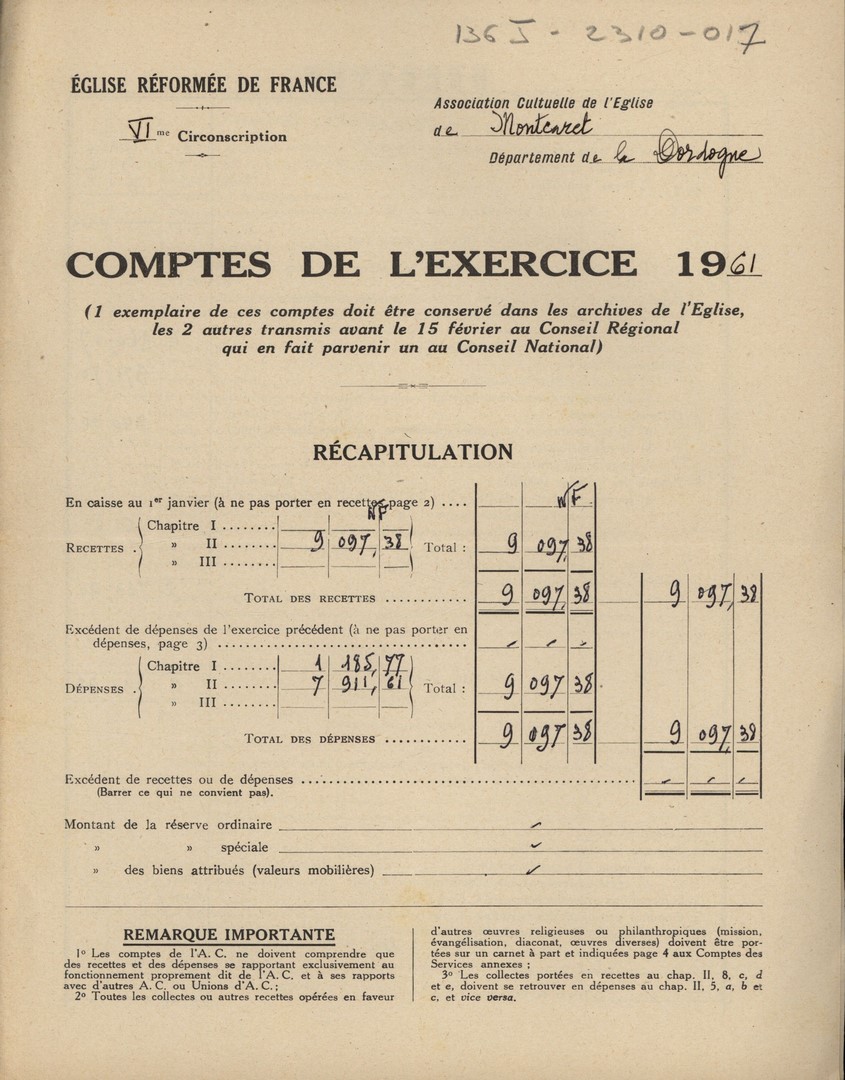 136 J - 2310-017
ÉGLISE RÉFORMÉE DE FRANCE
VI me Circonscription
Association Cultuelle de l'Eglise
de Montcaret
Département de la Dordogne
COMPTES DE L'EXERCICE 1961
(1 exemplaire de ces comptes doit être conservé dans les archives de l'Eglise,
les 2 autres transmis avant le 15 février au Conseil Régional
qui en fait parvenir un au Conseil National)
RÉCAPITULATION
En caisse au 1er janvier (à ne pas porter en recettes, page 2) .... NF
NF
Chapitre I ........
RECETTES . » II ........ 9 097, 38 Total : 9 097, 38
» III ........
TOTAL DES RECETTES ............ 9 097, 38 9 097, 38
Excédent de dépenses de l'exercice précédent (à ne pas porter en
dépenses, page 3) ...................................
Chapitre I ........ 1 185, 77
DÉPENSES . » II ........ 7 911, 61 Total : 9 097 38
» III ........
TOTAL DES DÉPENSES ............ 9 097 38 9 097 38
Excédent de recettes ou de dépenses ..................................................
(Barrer ce qui ne convient pas).
Montant de la réserve ordinaire
» » spéciale
» des biens attribués (valeurs mobilières)
REMARQUE IMPORTANTE
1º Les comptes de l'A. C. ne doivent comprendre que
des recettes et des dépenses se rapportant exclusivement au
fonctionnement proprement dit de l'A. C. et à ses rapports
avec d'autres A. C. ou Unions d'A. C. ;
2º Toutes les collectes ou autres recettes opérées en faveur
d'autres œuvres religieuses ou philanthropiques (mission,
évangélisation, diaconat, œuvres diverses) doivent être por-
tées sur un carnet à part et indiquées page 4 aux Comptes des
Services annexes ;
3º Les collectes portées en recettes au chap. II, 8, c, d
et e, doivent se retrouver en dépenses au chap. II, 5, a, b et
c, et vice versa.